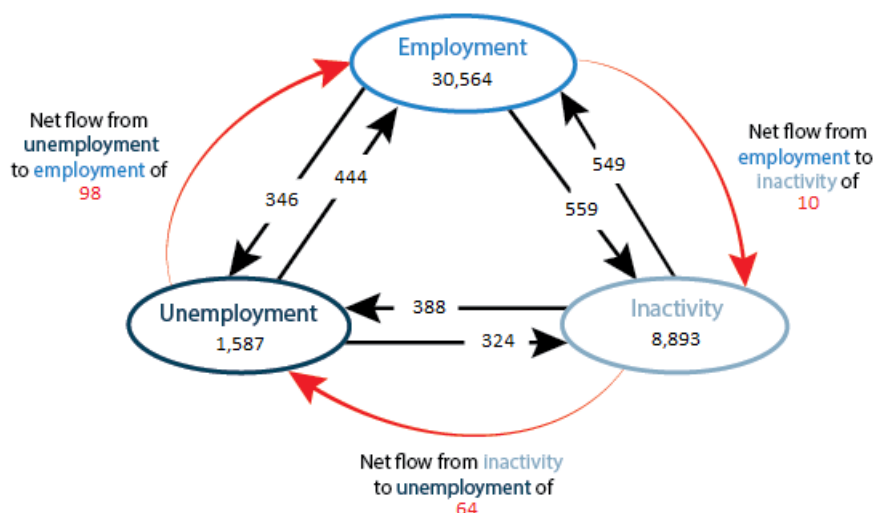 Employment
30,564
Net flow from
unemployment
to employment of
98
Net flow from
employment to
inactivity of
10
346
444
559
549
Unemployment
1,587
388
324
Inactivity
8,893
Net flow from inactivity
to unemployment of
64